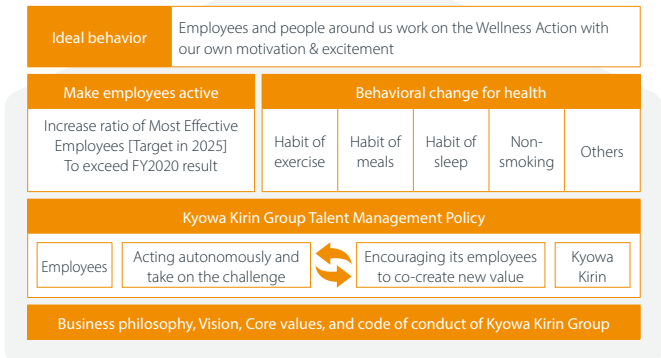 Ideal behavior
Employees and people around us work on the Wellness Action with
our own motivation & excitement
Make employees active
Increase ratio of Most Effective
Employees [Target in 2025]
To exceed FY2020 result
Behavioral change for health
Habit of
exercise
Habit of
meals
Habit of
sleep
Non-
smoking
Others
Kyowa Kirin Group Talent Management Policy
Employees
Acting autonomously and
take on the challenge
Encouraging its employees
to co-create new value
Kyowa
Kirin
Business philosophy, Vision, Core values, and code of conduct of Kyowa Kirin Group